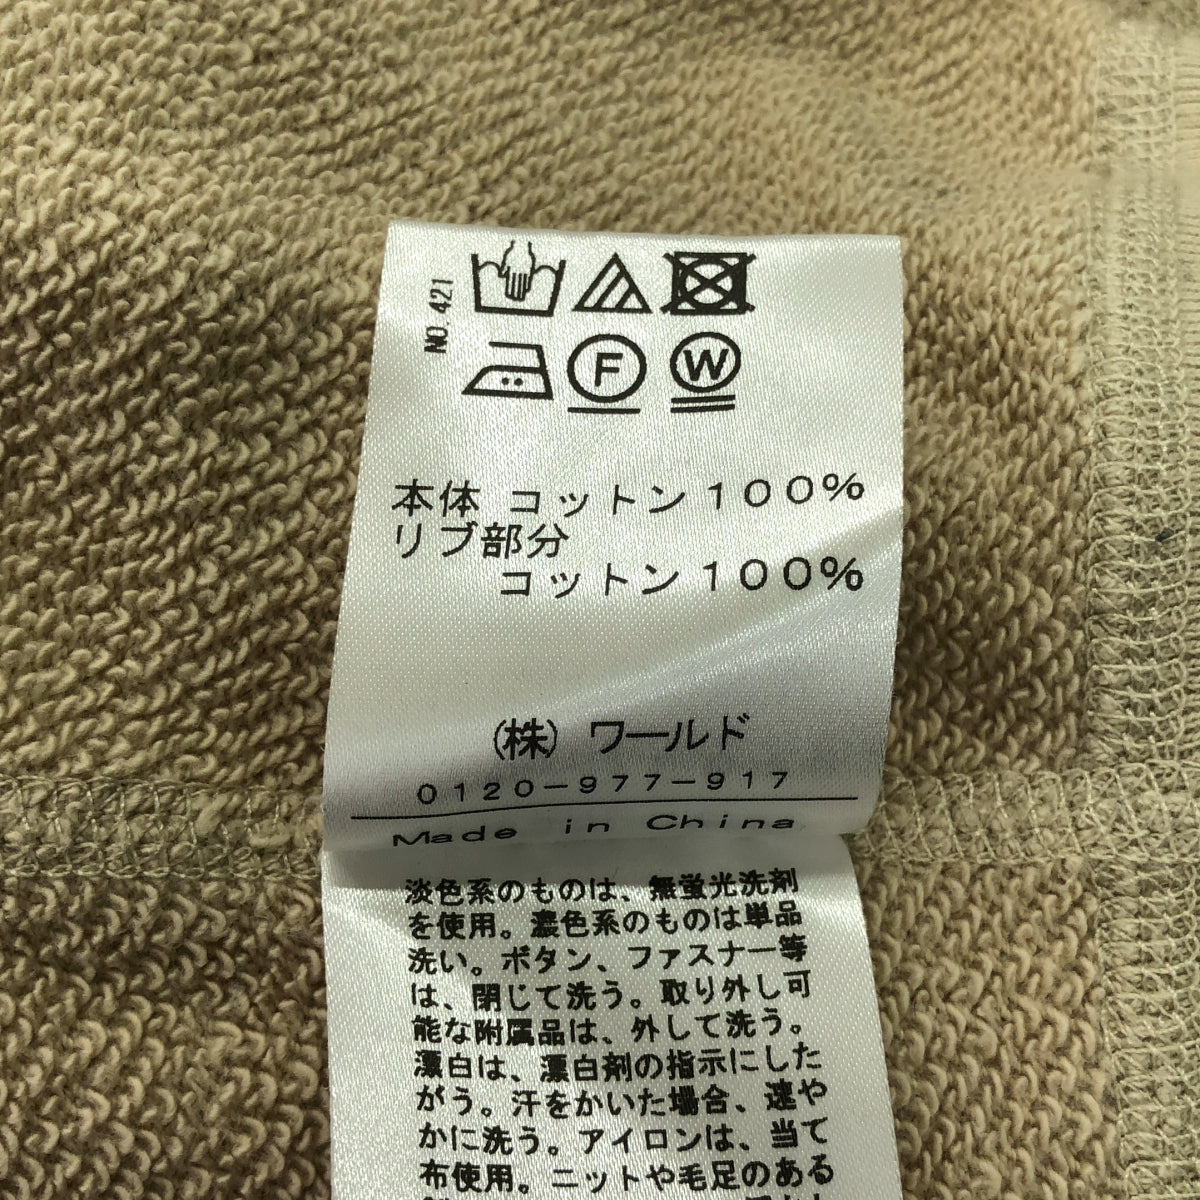 NO. 421
F
W
本体 コットン100%
リブ部分
コットン100%
(株) ワールド
0120-977-917
Made in China
淡色系のものは、無蛍光洗剤
を使用。濃色系のものは単品
洗い。ボタン、ファスナー等
は、閉じて洗う。取り外し可
能な附属品は、外して洗う。
漂白は、漂白剤の指示にした
がう。汗をかいた場合、速や
かに洗う。アイロンは、当て
布使用。ニットや毛足のある